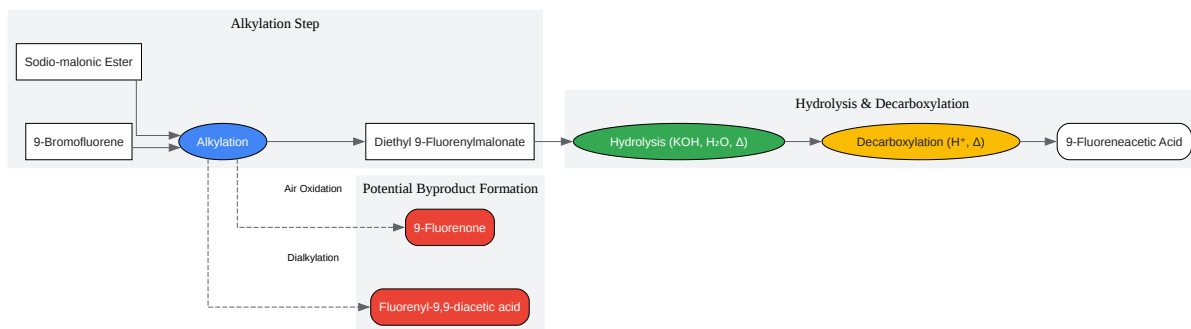 Alkylation Step
Sodio-malonic Ester
9-Bromofluorene
Alkylation
Diethyl 9-Fluorenylmalonate
Hydrolysis & Decarboxylation
Hydrolysis (KOH, H₂O, Δ)
Decarboxylation (H⁺, Δ)
9-Fluoreneacetic Acid
Potential Byproduct Formation
Air Oxidation
9-Fluorenone
Dialkylation
Fluorenyl-9,9-diacetic acid